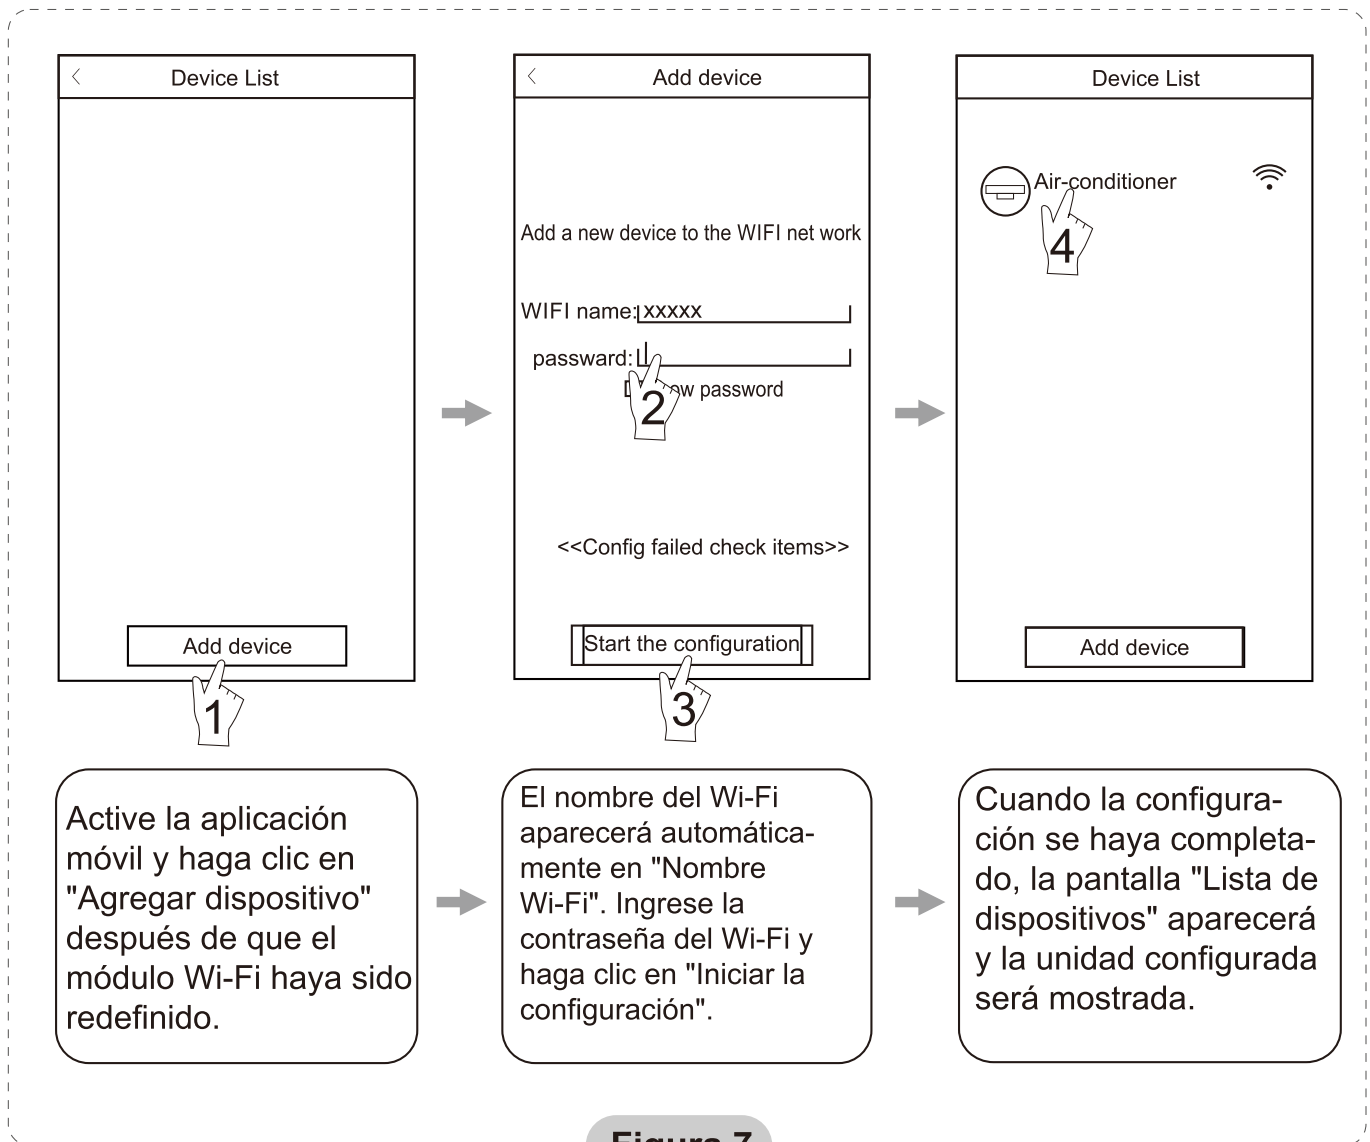 < Device List
Add device
1
< Add device
Add a new device to the WIFI net work
WIFI name: xxxxx
passward:
ow password
2
<<Config failed check items>>
Start the configuration
3
Device List
Air-conditioner
4
Add device
Active la aplicación
móvil y haga clic en
"Agregar dispositivo"
después de que el
módulo Wi-Fi haya sido
redefinido.
El nombre del Wi-Fi
aparecerá automática-
mente en "Nombre
Wi-Fi". Ingrese la
contraseña del Wi-Fi y
haga clic en "Iniciar la
configuración".
Cuando la configura-
ción se haya completa-
do, la pantalla "Lista de
dispositivos" aparecerá
y la unidad configurada
será mostrada.
Figura 7